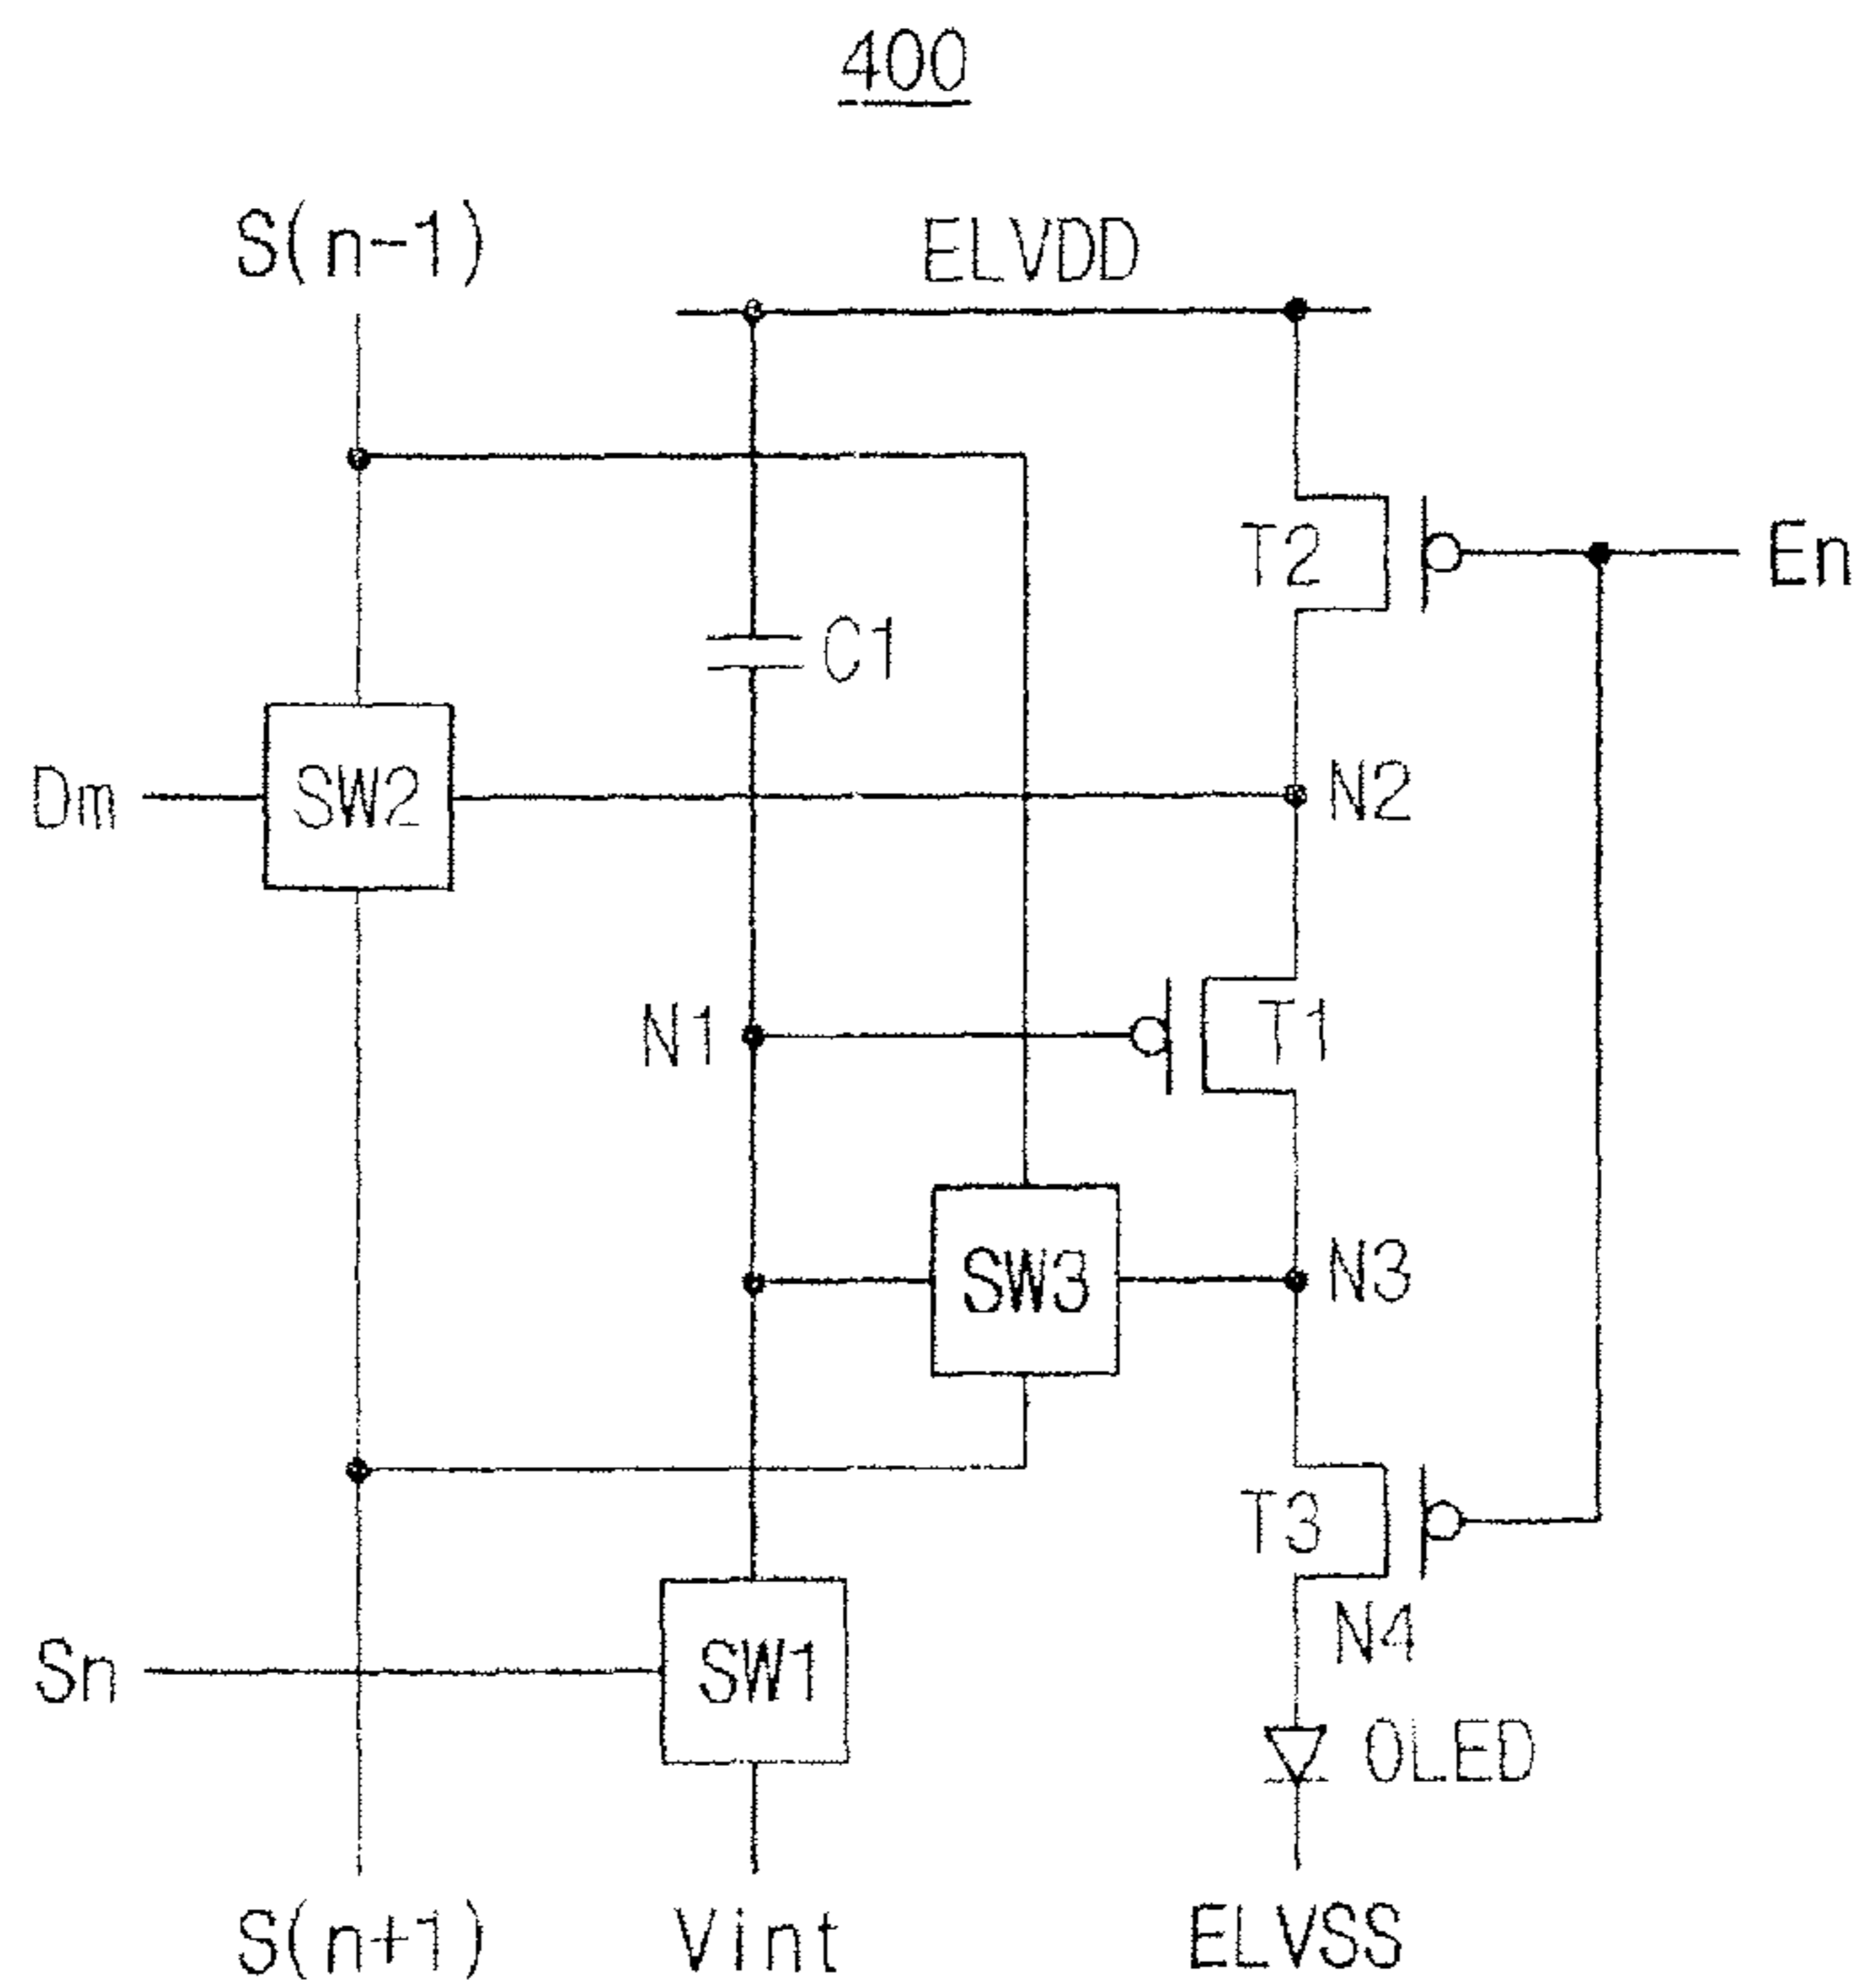 400
S(n-1)
ELVDD
T2
En
C1
Dm
SW2
N2
N1
T1
SW3
N3
T3
N4
Sn
SW1
OLED
S(n+1)
Vint
ELVSS